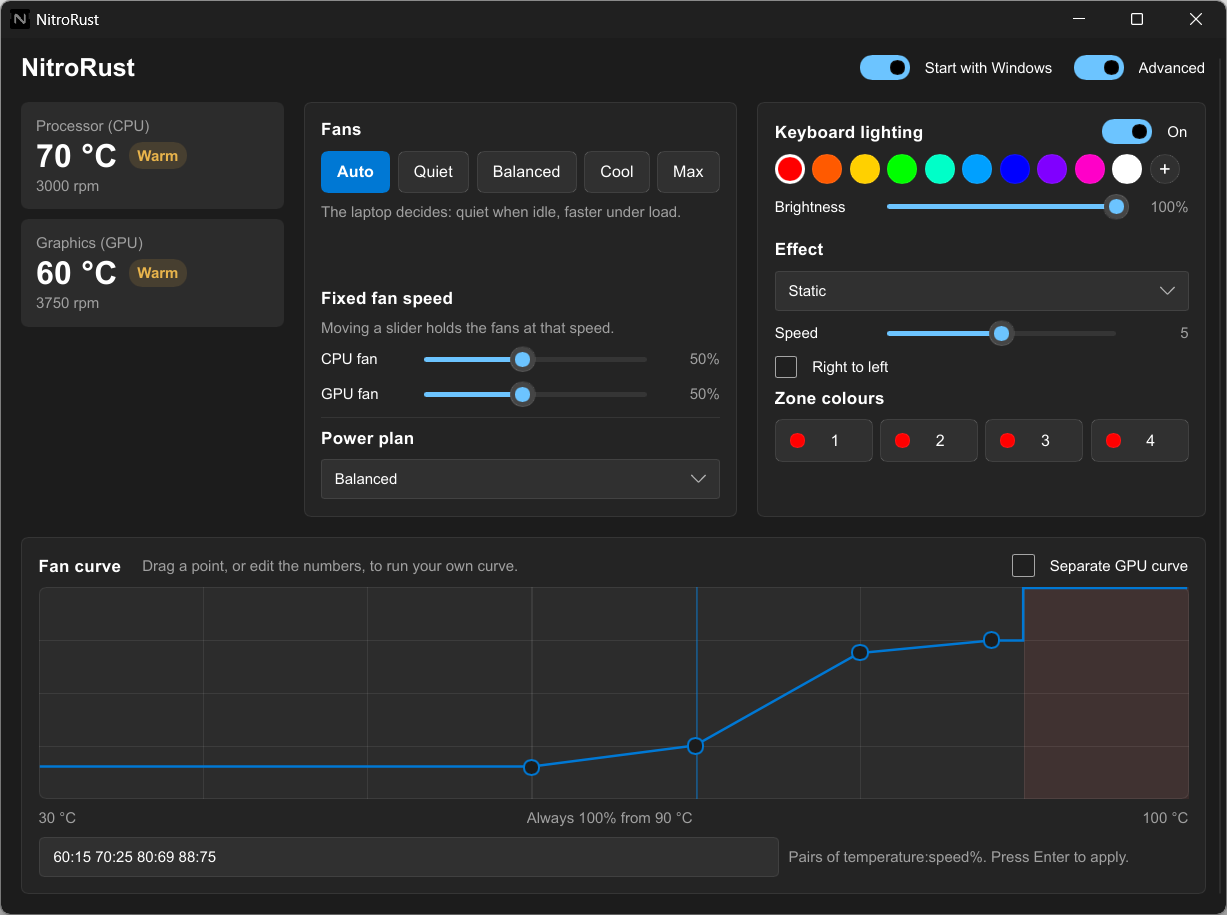 NitroRust
NitroRust
Start with Windows
Advanced
Processor (CPU)
70 °C Warm
3000 rpm
Graphics (GPU)
60 °C Warm
3750 rpm
Fans
Auto Quiet Balanced Cool Max
The laptop decides: quiet when idle, faster under load.
Fixed fan speed
Moving a slider holds the fans at that speed.
CPU fan 50%
GPU fan 50%
Power plan
Balanced
Keyboard lighting On
+
Brightness 100%
Effect
Static
Speed 5
Right to left
Zone colours
1 2 3 4
Fan curve Drag a point, or edit the numbers, to run your own curve. Separate GPU curve
30 °C Always 100% from 90 °C 100 °C
60:15 70:25 80:69 88:75 Pairs of temperature:speed%. Press Enter to apply.